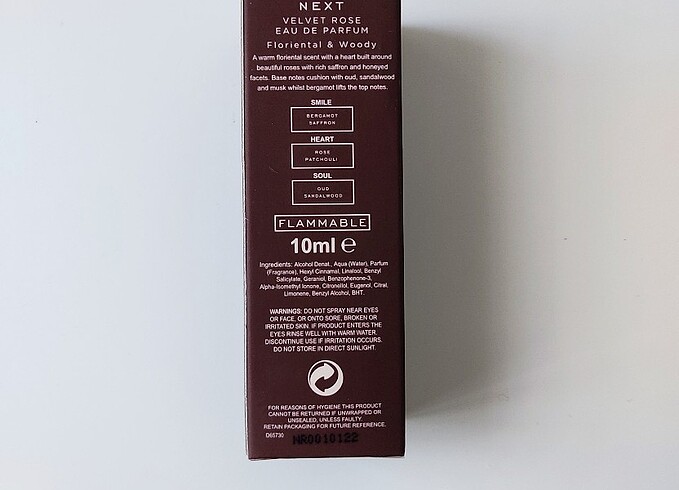 NEXT
VELVET ROSE
EAU DE PARFUM
Floriental & Woody
A warm floriental scent with a heart built around
beautiful roses with rich saffron and honeyed
facets. Base notes cushion with oud, sandalwood
and musk whilst bergamot lifts the top notes.
SMILE
BERGAMOT
SAFFRON
HEART
ROSE
PATCHOULI
SOUL
OUD
SANDALWOOD
FLAMMABLE
10ml ℮
Ingredients: Alcohol Denat., Aqua (Water), Parfum
(Fragrance), Hexyl Cinnamal, Linalool, Benzyl
Salicylate, Geraniol, Benzophenone-3,
Alpha-Isomethyl Ionone, Citronellol, Eugenol, Citral,
Limonene, Benzyl Alcohol, BHT.
WARNINGS: DO NOT SPRAY NEAR EYES
OR FACE, OR ONTO SORE, BROKEN OR
IRRITATED SKIN. IF PRODUCT ENTERS THE
EYES RINSE WELL WITH WARM WATER.
DISCONTINUE USE IF IRRITATION OCCURS.
DO NOT STORE IN DIRECT SUNLIGHT.
FOR REASONS OF HYGIENE THIS PRODUCT
CANNOT BE RETURNED IF UNWRAPPED OR
UNSEALED, UNLESS FAULTY.
RETAIN PACKAGING FOR FUTURE REFERENCE.
D65730 NR0010122